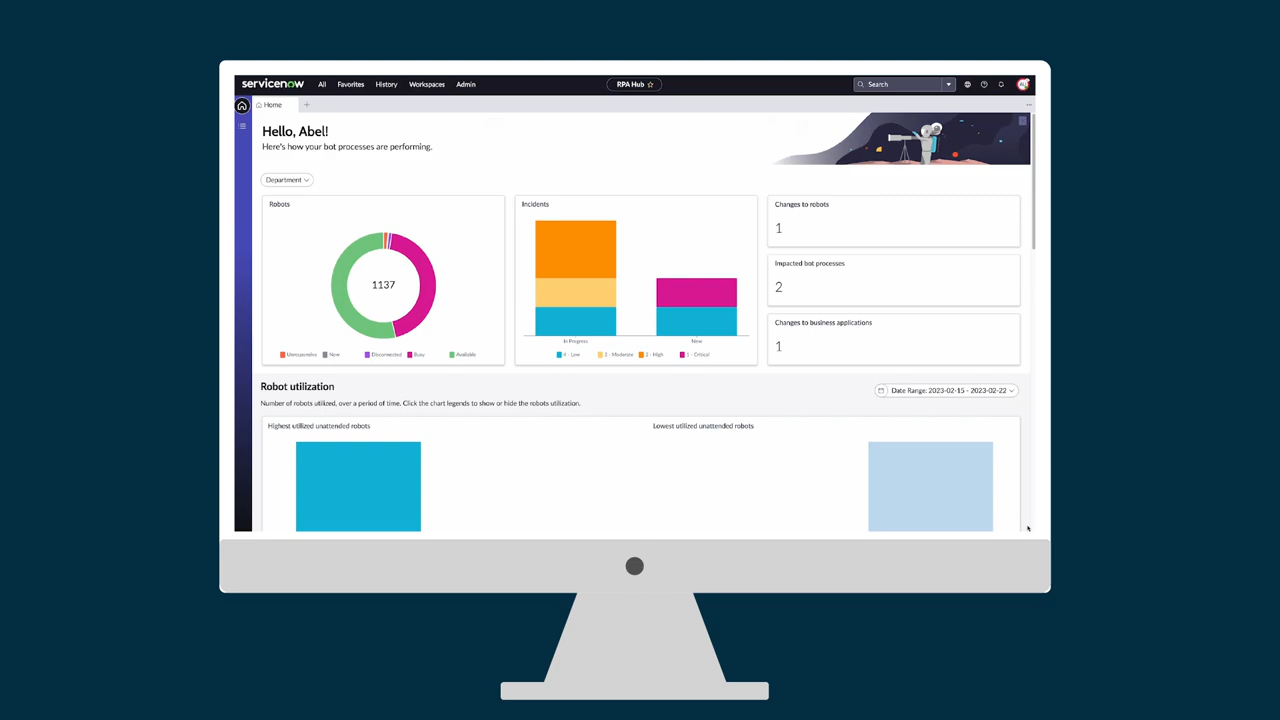 servicenow All Favorites History Workspaces Admin RPA Hub Search
Home
Hello, Abel!
Here's how your bot processes are performing.
Department
Robots
1137
Unresponsive New Disconnected Busy Available
Incidents
In Progress New
4 - Low 3 - Moderate 2 - High 1 - Critical
Changes to robots
1
Impacted bot processes
2
Changes to business applications
1
Robot utilization
Date Range: 2023-02-15 - 2023-02-22
Number of robots utilized, over a period of time. Click the chart legends to show or hide the robots utilization.
Highest utilized unattended robots
Lowest utilized unattended robots